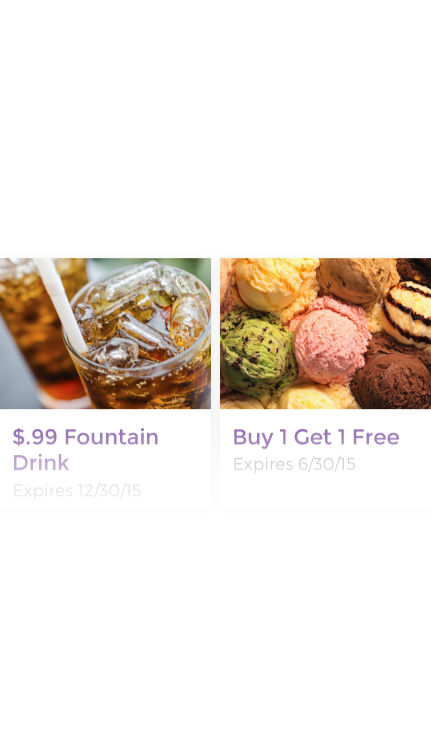 $.99 Fountain
Drink
Expires 12/30/15
Buy 1 Get 1 Free
Expires 6/30/15